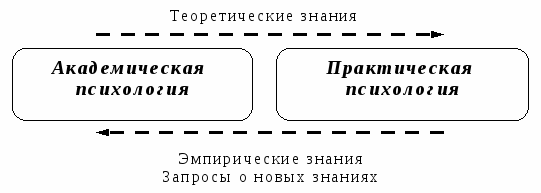 Теоретические знания
Академическая
психология
Практическая
психология
Эмпирические знания
Запросы о новых знаниях